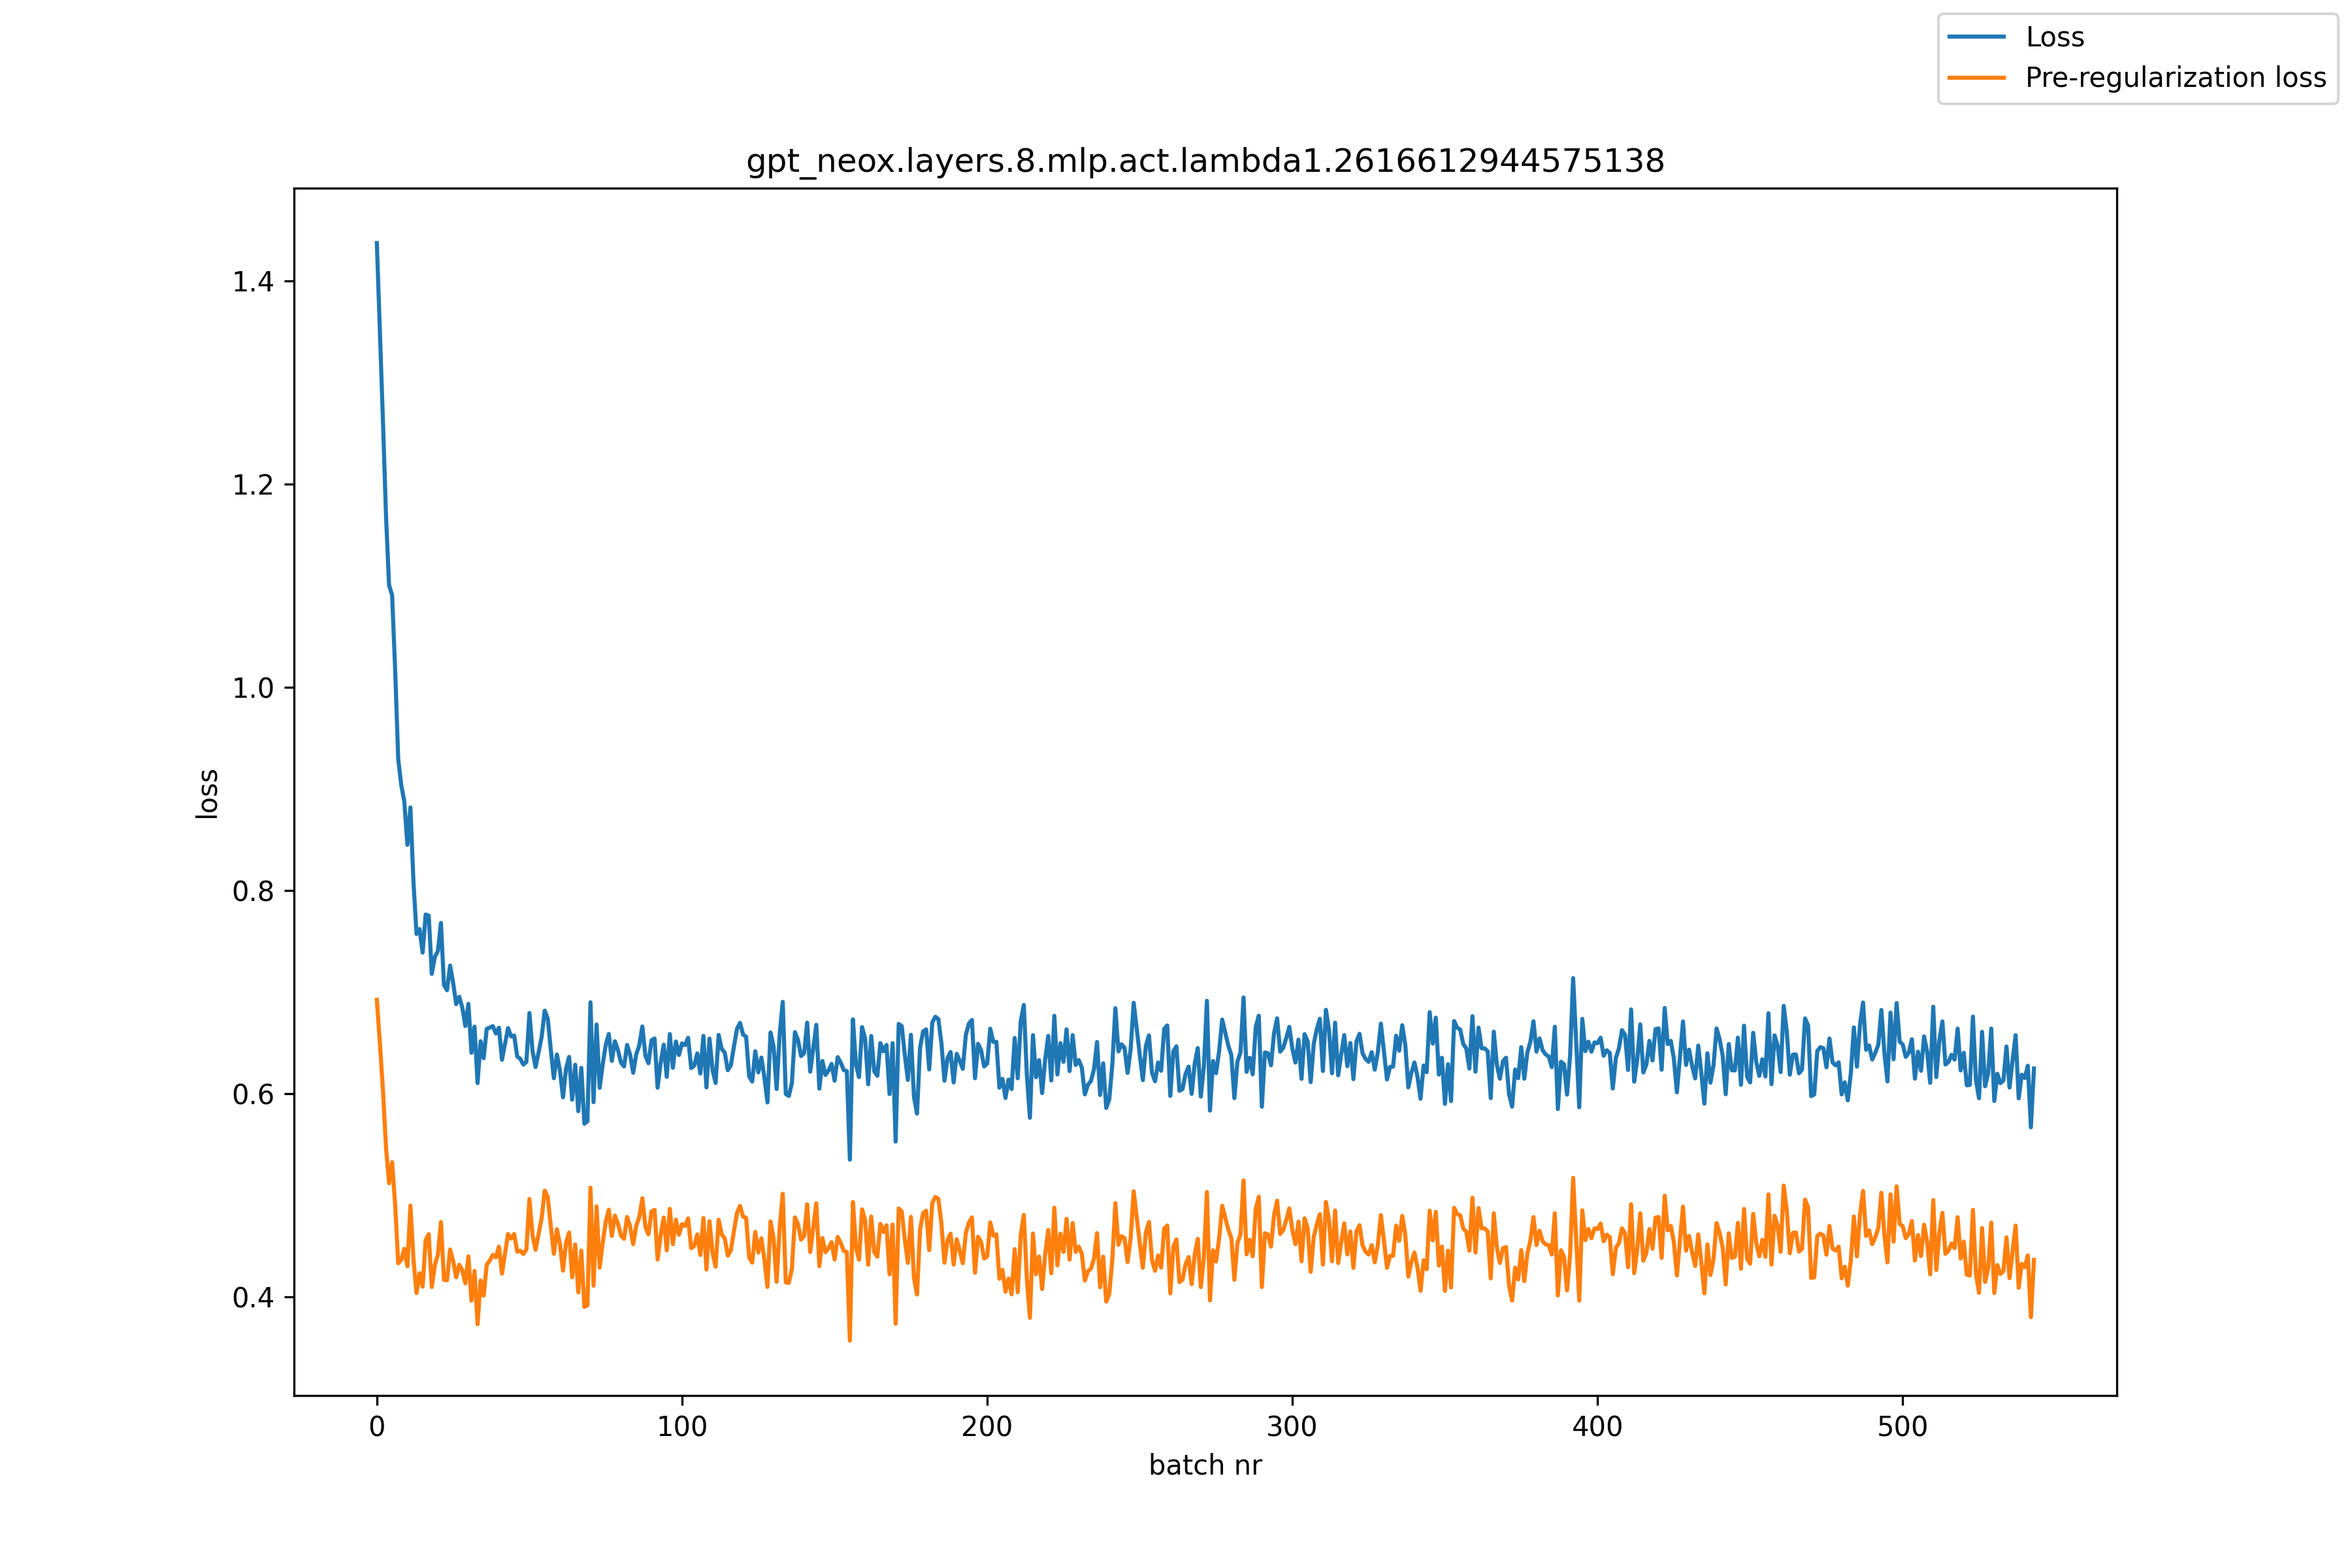 Loss
Pre-regularization loss
gpt_neox.layers.8.mlp.act.lambda1.2616612944575138
1.4
1.2
1.0
0.8
0.6
0.4
loss
0 100 200 300 400 500
batch nr